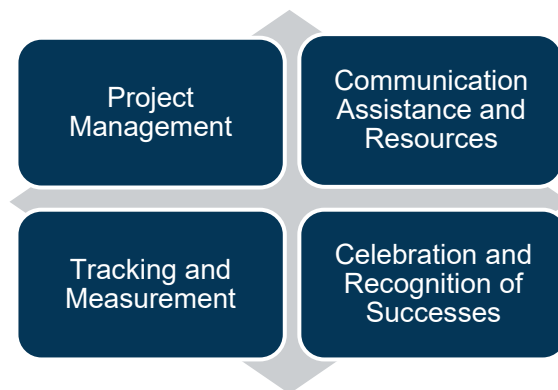 Project
Management
Communication
Assistance and
Resources
Tracking and
Measurement
Celebration and
Recognition of
Successes